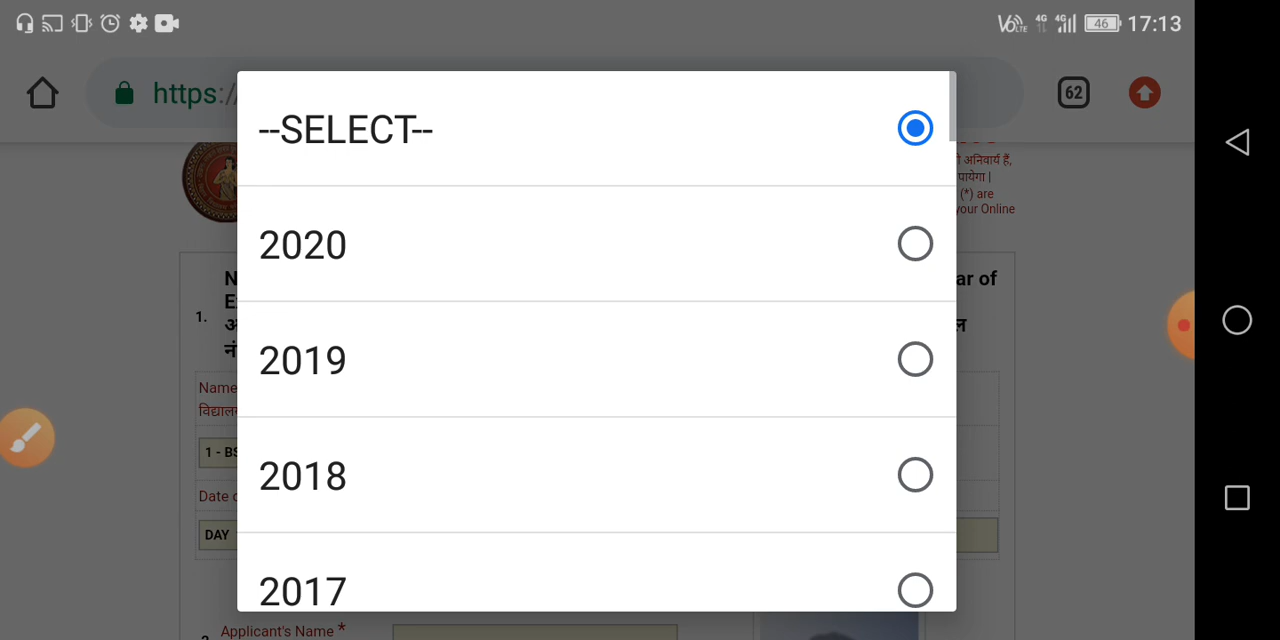 46 17:13
https:/
62
--SELECT--
अनिवार्य हैं,
पायेगा |
(*) are
your Online
2020
ar of
1.
2019
Name
1 - BS
2018
Date
DAY
2017
Applicant's Name *